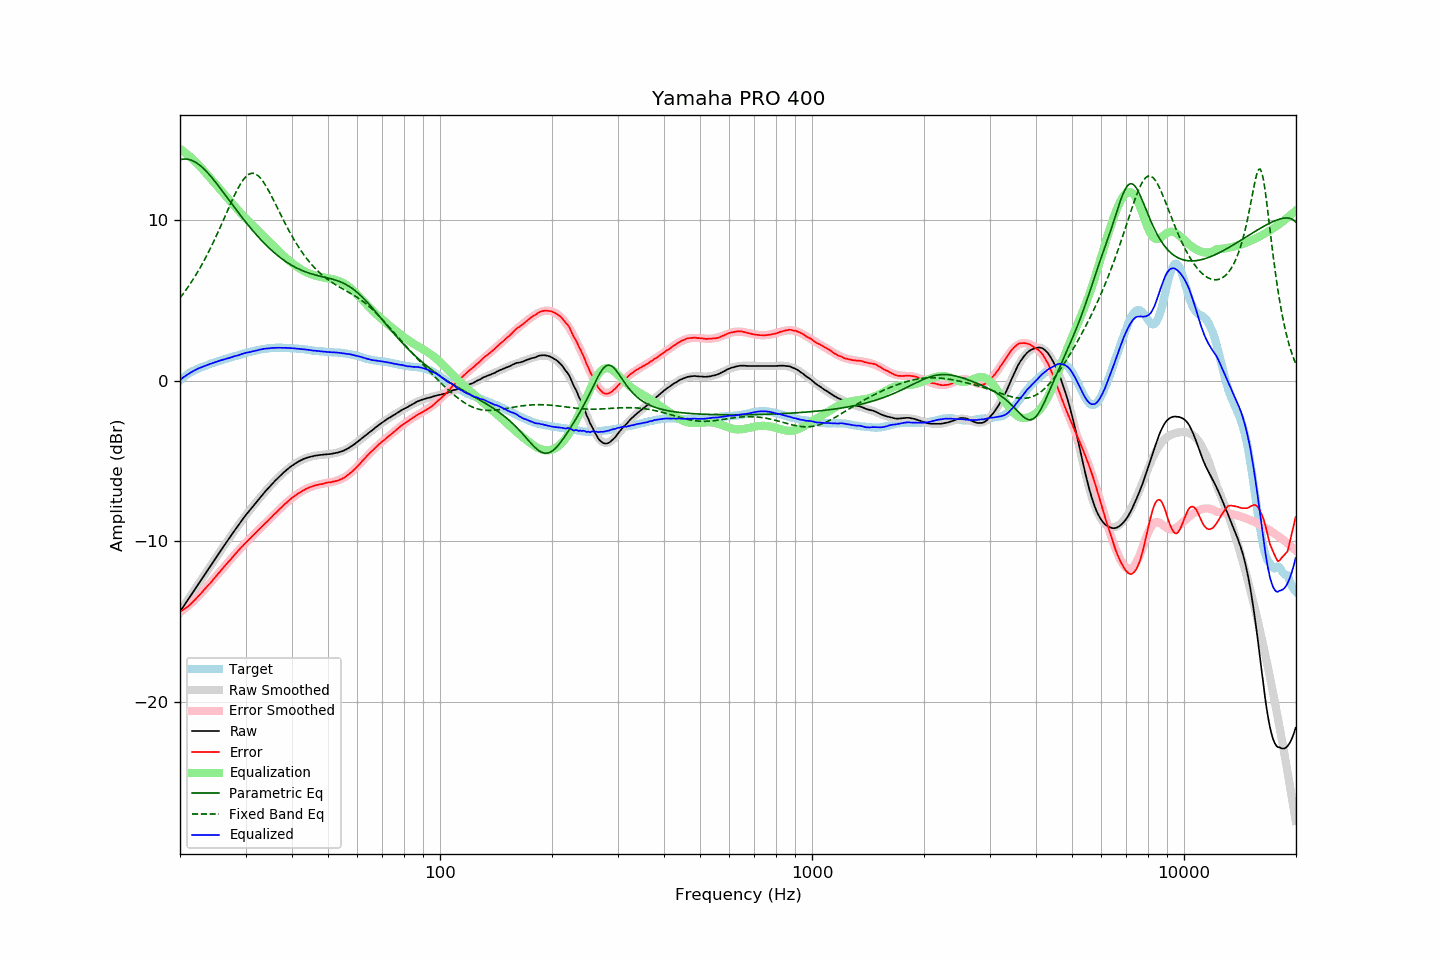 Yamaha PRO 400
Amplitude (dBr)
10
0
−10
−20
Target
Raw Smoothed
Error Smoothed
Raw
Error
Equalization
Parametric Eq
Fixed Band Eq
Equalized
100
1000
10000
Frequency (Hz)